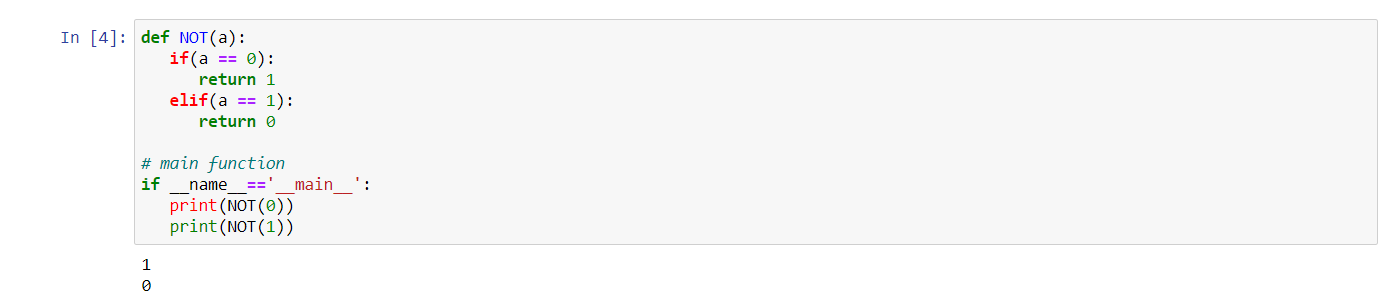 In [4]: def NOT(a):
   if(a == 0):
      return 1
   elif(a == 1):
      return 0

# main function
if __name__=='__main__':
   print(NOT(0))
   print(NOT(1))
1
0